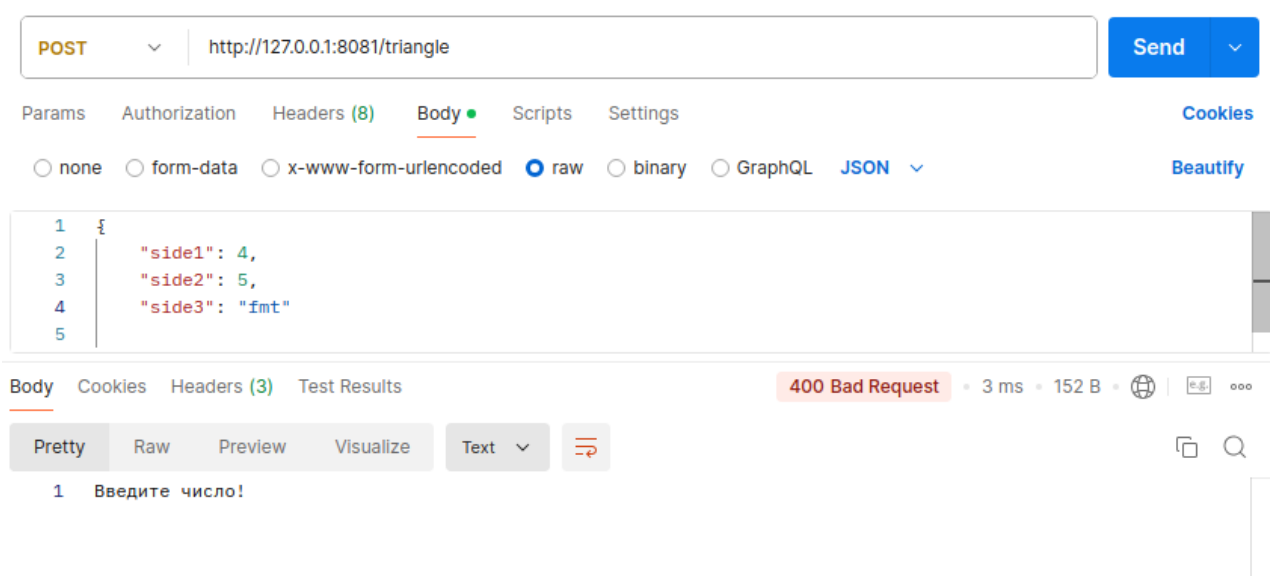 POST http://127.0.0.1:8081/triangle Send
Params Authorization Headers (8) Body Scripts Settings Cookies
none form-data x-www-form-urlencoded raw binary GraphQL JSON Beautify
1 {
2 "side1": 4,
3 "side2": 5,
4 "side3": "fmt"
5
Body Cookies Headers (3) Test Results 400 Bad Request 3 ms 152 B e.g.
Pretty Raw Preview Visualize Text
1 Введите число!